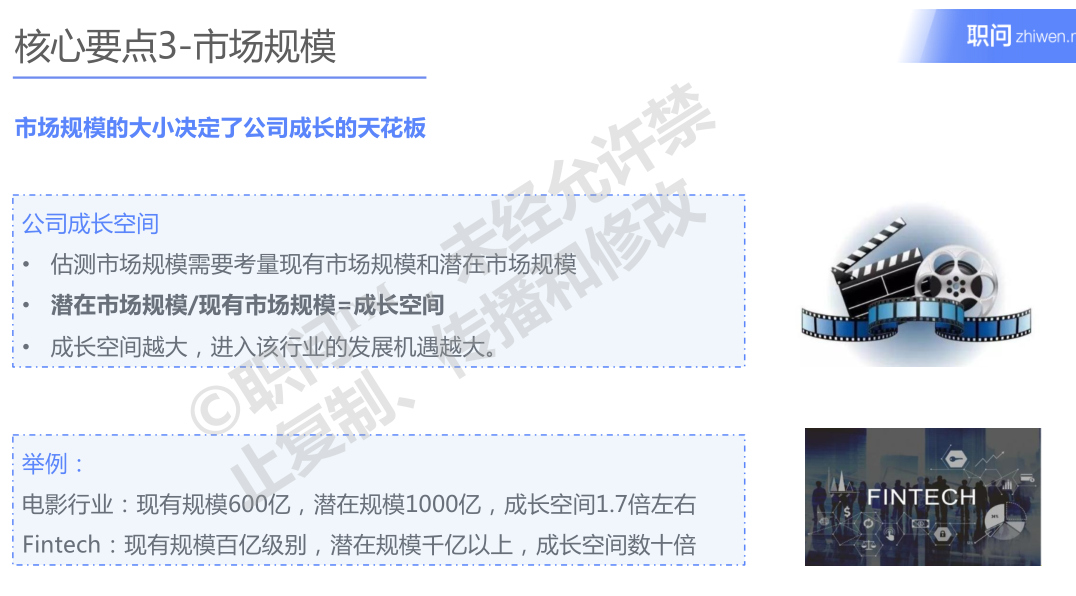 核心要点3-市场规模
职问 zhiwen.
市场规模的大小决定了公司成长的天花板
公司成长空间
• 估测市场规模需要考量现有市场规模和潜在市场规模
• 潜在市场规模/现有市场规模=成长空间
• 成长空间越大，进入该行业的发展机遇越大。
举例：
电影行业：现有规模600亿，潜在规模1000亿，成长空间1.7倍左右
Fintech：现有规模百亿级别，潜在规模千亿以上，成长空间数十倍
FINTECH
未经允许禁
止复制、传播和修改